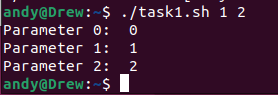 andy@Drew:~$ ./task1.sh 1 2
Parameter 0:  0
Parameter 1:  1
Parameter 2:  2
andy@Drew:~$